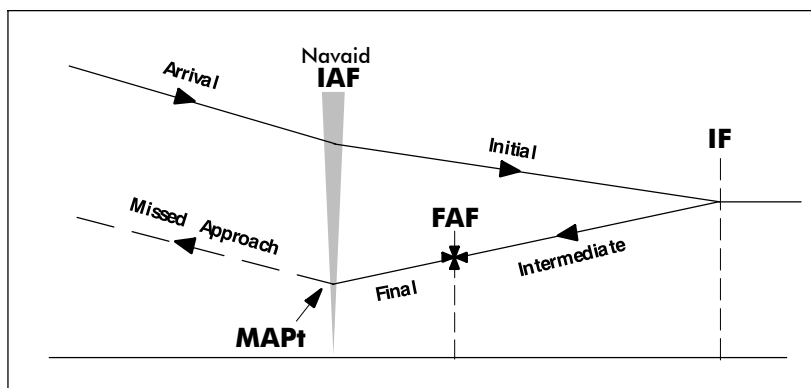 Navaid
IAF
Arrival
Initial
IF
Missed Approach
FAF
Intermediate
Final
MAPt